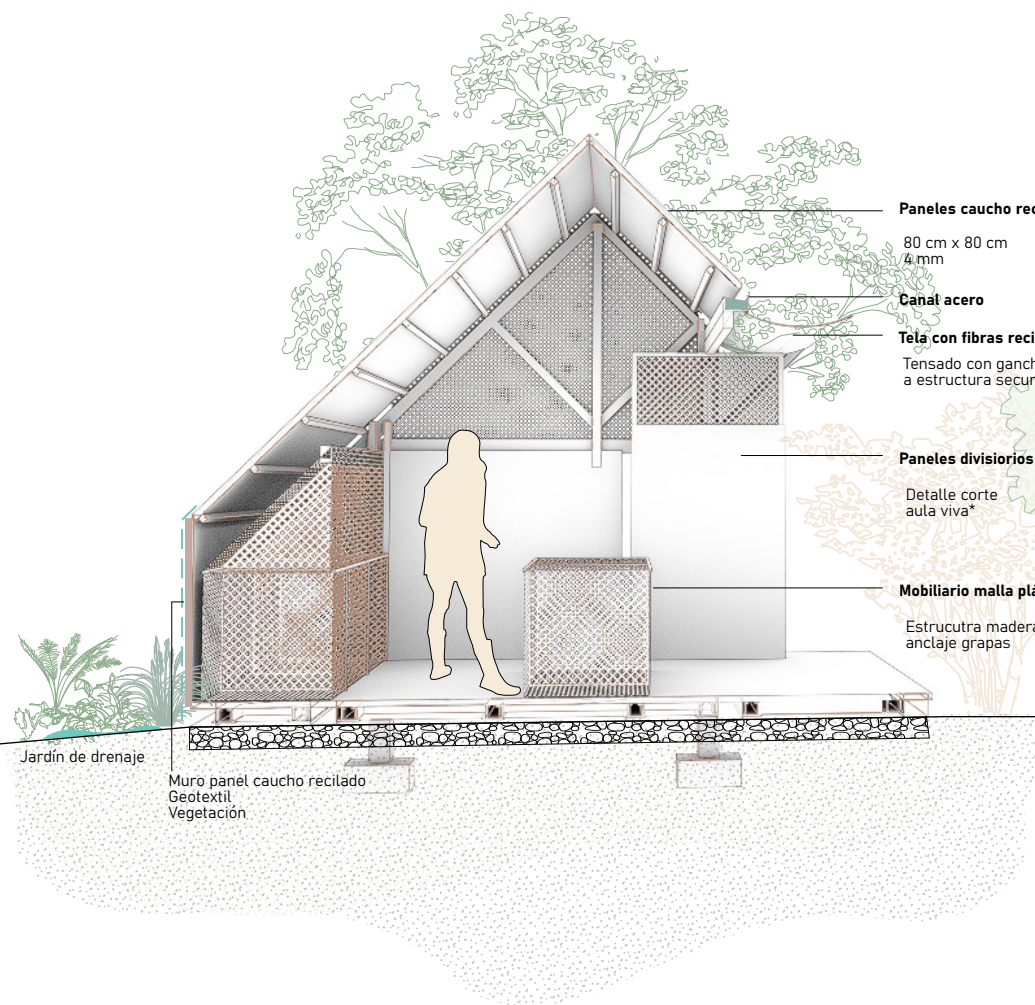 Paneles caucho rec
80 cm x 80 cm
4 mm
Canal acero
Tela con fibras reci
Tensado con ganch
a estructura secun
Paneles divisiorios
Detalle corte
aula viva*
Mobiliario malla plá
Estrucutra madera
anclaje grapas
Jardín de drenaje
Muro panel caucho recilado
Geotextil
Vegetación